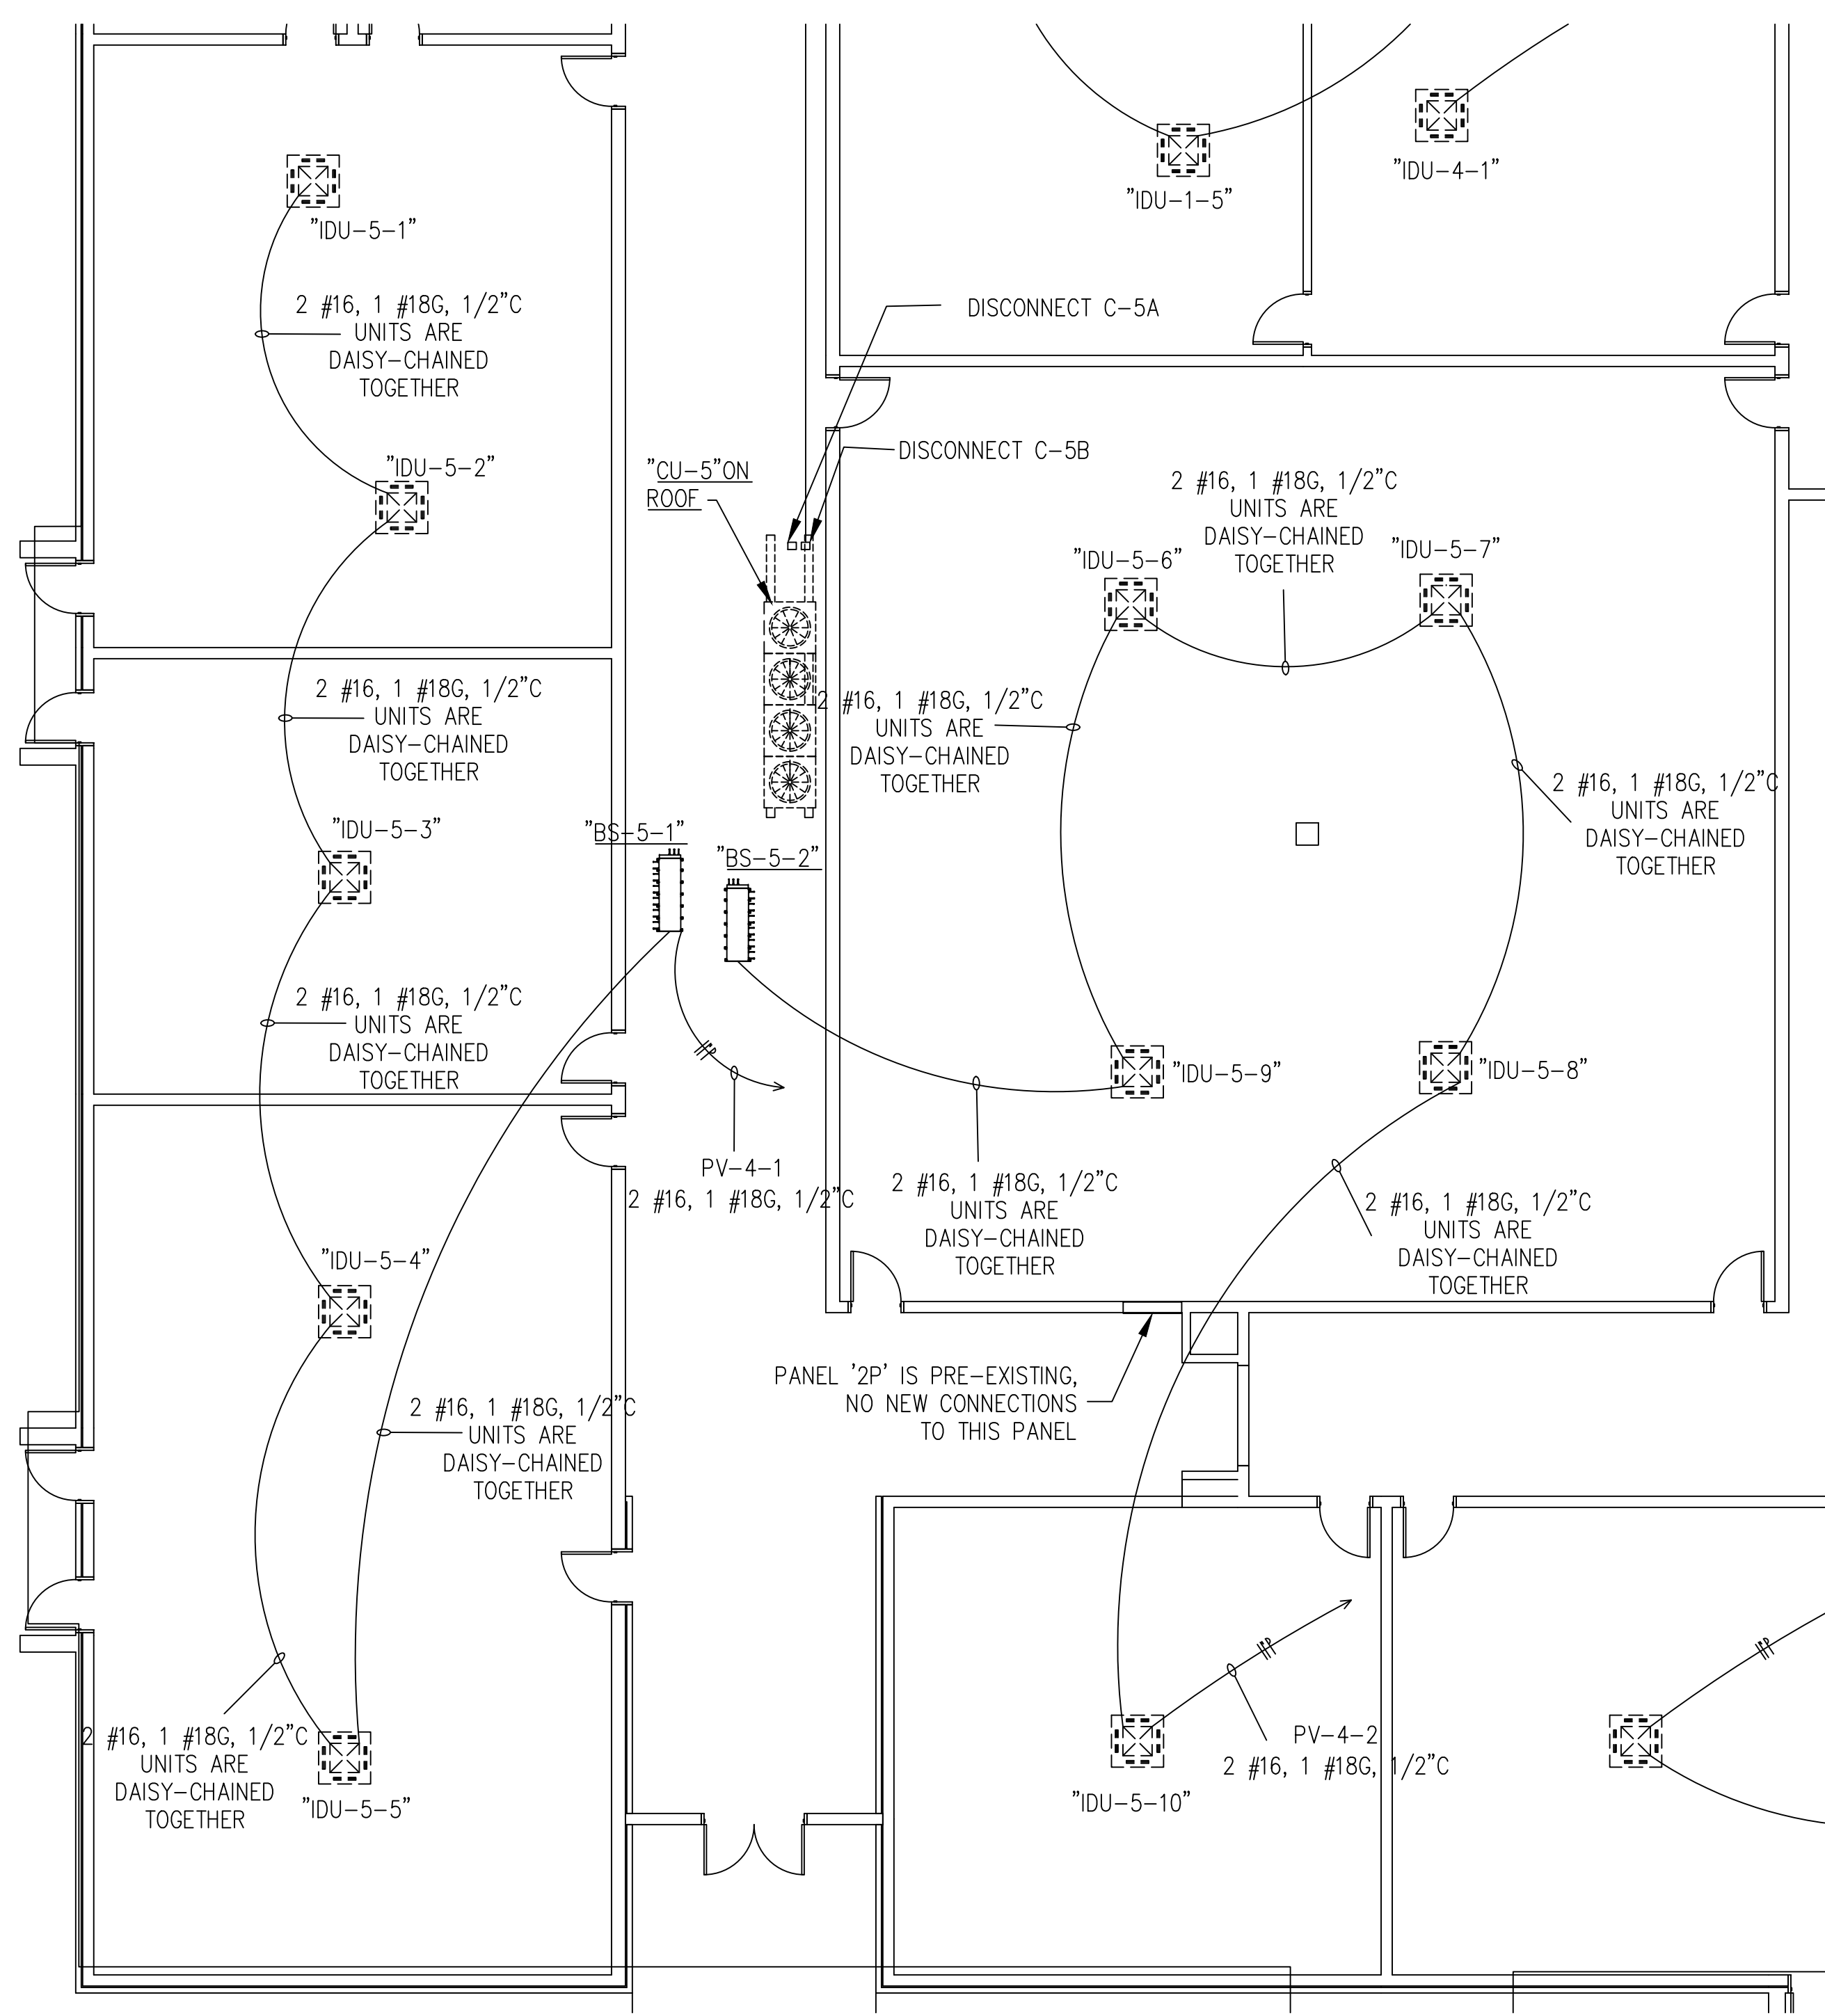 "IDU-5-1"
2 #16, 1 #18G, 1/2"C
UNITS ARE
DAISY-CHAINED
TOGETHER
"IDU-5-2"
2 #16, 1 #18G, 1/2"C
UNITS ARE
DAISY-CHAINED
TOGETHER
"IDU-5-3"
2 #16, 1 #18G, 1/2"C
UNITS ARE
DAISY-CHAINED
TOGETHER
"IDU-5-4"
2 #16, 1 #18G, 1/2"C
UNITS ARE
DAISY-CHAINED
TOGETHER
2 #16, 1 #18G, 1/2"C
UNITS ARE
DAISY-CHAINED
TOGETHER
"IDU-5-5"
"IDU-1-5"
"IDU-4-1"
DISCONNECT C-5A
DISCONNECT C-5B
"CU-5"ON
ROOF
"BS-5-1"
"BS-5-2"
PV-4-1
2 #16, 1 #18G, 1/2"C
2 #16, 1 #18G, 1/2"C
UNITS ARE
DAISY-CHAINED
TOGETHER
"IDU-5-6"
"IDU-5-7"
2 #16, 1 #18G, 1/2"C
UNITS ARE
DAISY-CHAINED
TOGETHER
2 #16, 1 #18G, 1/2"C
UNITS ARE
DAISY-CHAINED
TOGETHER
"IDU-5-9"
"IDU-5-8"
2 #16, 1 #18G, 1/2"C
UNITS ARE
DAISY-CHAINED
TOGETHER
2 #16, 1 #18G, 1/2"C
UNITS ARE
DAISY-CHAINED
TOGETHER
PANEL '2P' IS PRE-EXISTING,
NO NEW CONNECTIONS
TO THIS PANEL
PV-4-2
2 #16, 1 #18G, 1/2"C
"IDU-5-10"